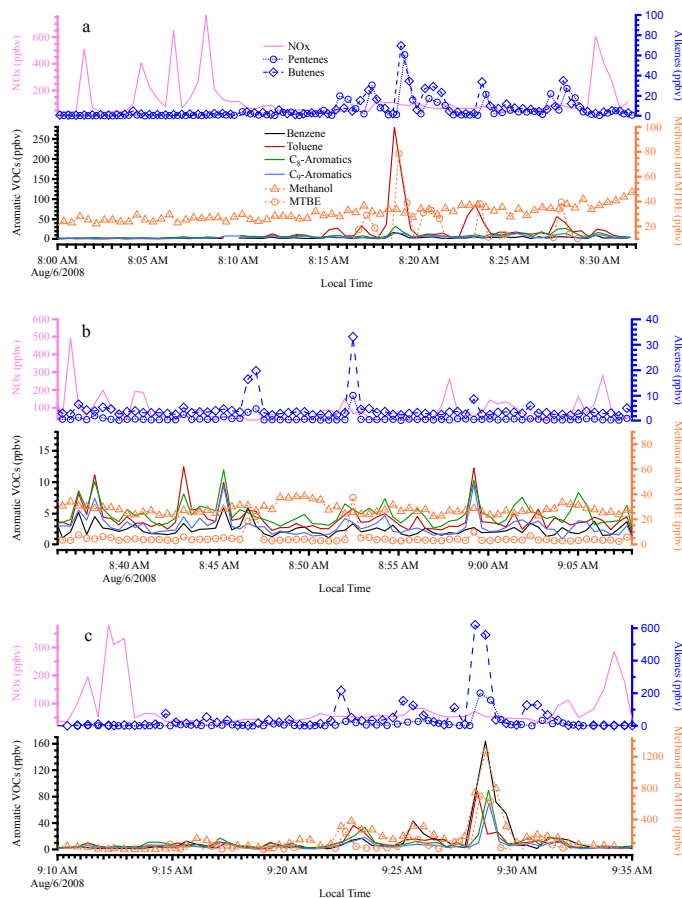 a
NOx
Pentenes
Butenes
NOx (ppbv)
600
400
200
100
80
60
40
20
0
Alkenes (ppbv)
Benzene
Toluene
C8-Aromatics
C9-Aromatics
Methanol
MTBE
Aromatic VOCs (ppbv)
250
200
150
100
50
0
100
80
60
40
20
Methanol and MTBE (ppbv)
8:00 AM 8:05 AM 8:10 AM 8:15 AM 8:20 AM 8:25 AM 8:30 AM
Aug/6/2008
Local Time
b
NOx (ppbv)
600
500
400
300
200
100
40
30
20
10
0
Alkenes (ppbv)
Aromatic VOCs (ppbv)
15
10
5
0
80
60
40
20
0
Methanol and MTBE (ppbv)
8:40 AM 8:45 AM 8:50 AM 8:55 AM 9:00 AM 9:05 AM
Aug/6/2008
Local Time
c
NOx (ppbv)
300
200
100
600
400
200
0
Alkenes (ppbv)
Aromatic VOCs (ppbv)
160
120
80
40
0
1200
800
400
Methanol and MTBE (ppbv)
9:10 AM 9:15 AM 9:20 AM 9:25 AM 9:30 AM 9:35 AM
Aug/6/2008
Local Time